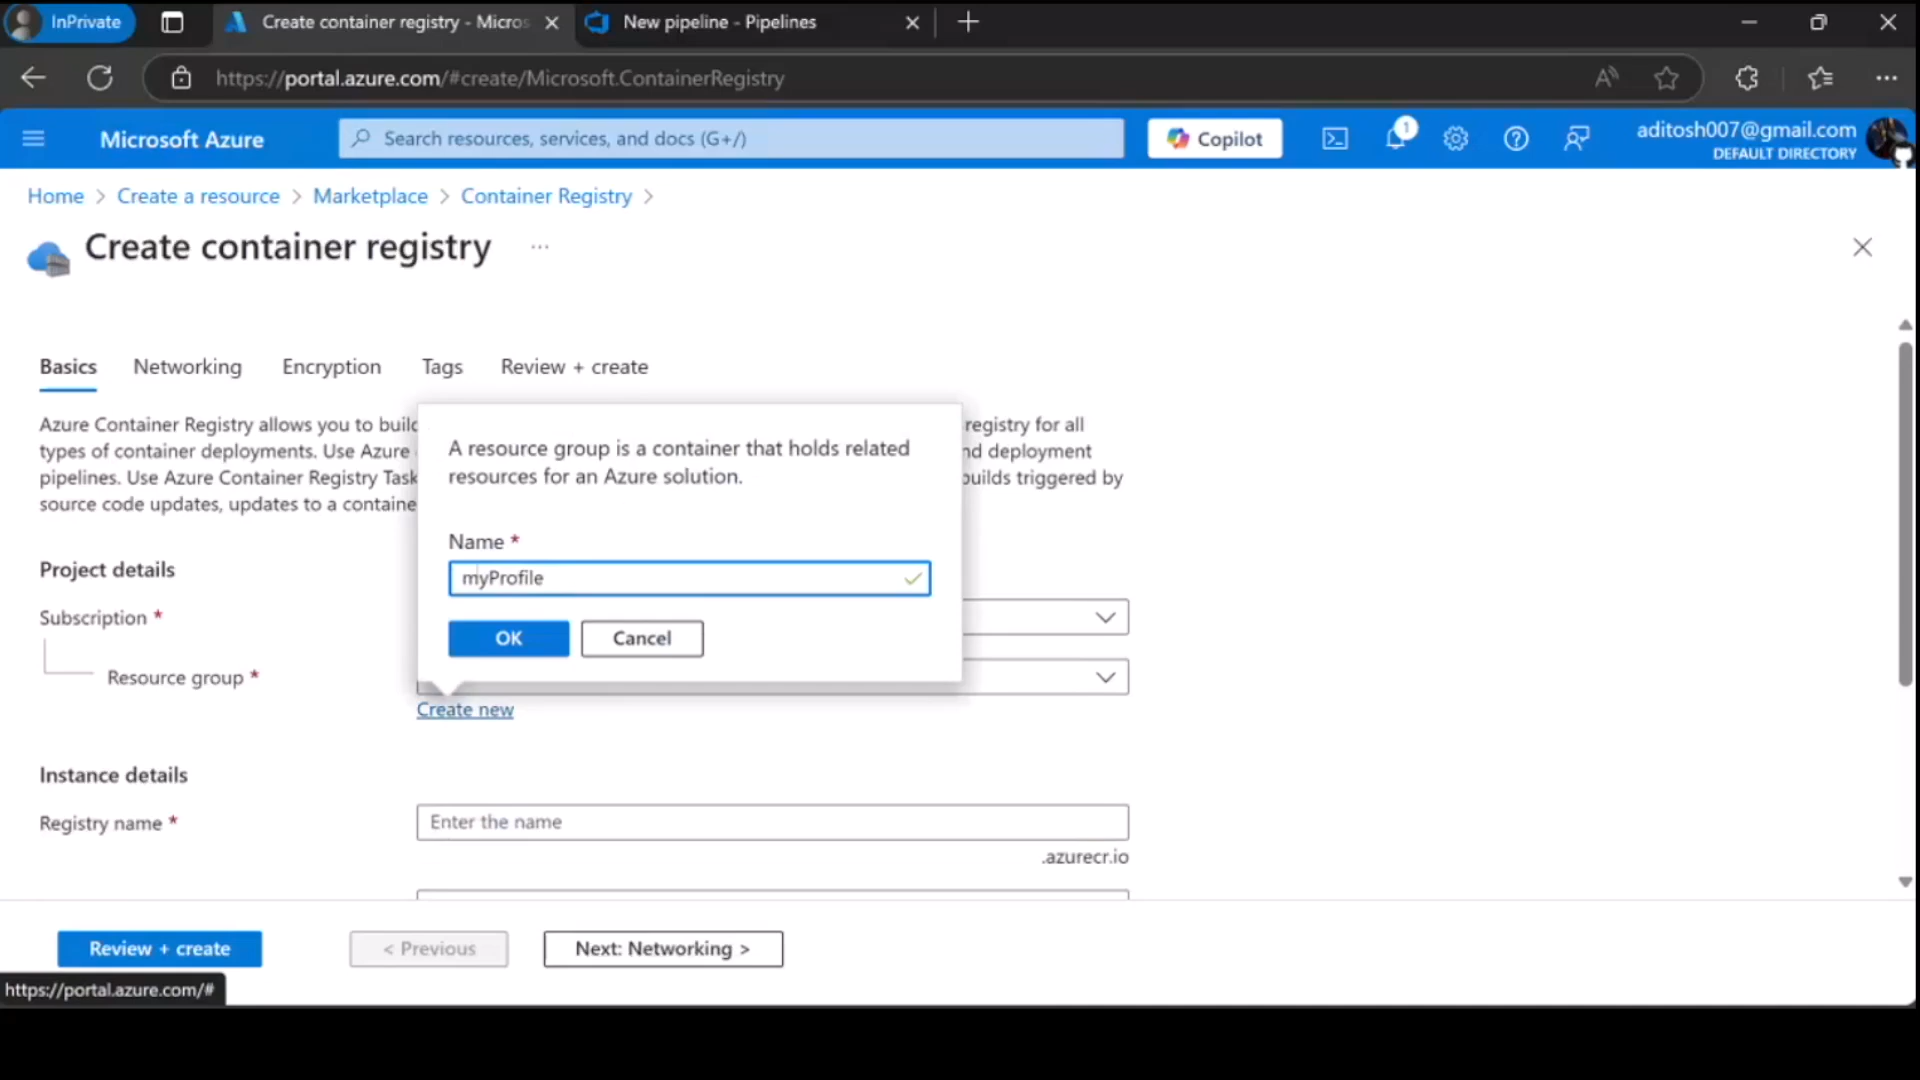 InPrivate
Create container registry - Micros
New pipeline - Pipelines
https://portal.azure.com/#create/Microsoft.ContainerRegistry
Microsoft Azure
Search resources, services, and docs (G+/)
Copilot
1
aditosh007@gmail.com
DEFAULT DIRECTORY
Home > Create a resource > Marketplace > Container Registry >
Create container registry ...
Basics
Networking
Encryption
Tags
Review + create
Azure Container Registry allows you to build
registry for all
types of container deployments. Use Azure
nd deployment
pipelines. Use Azure Container Registry Task
builds triggered by
source code updates, updates to a containe
A resource group is a container that holds related
resources for an Azure solution.
Name *
myProfile
OK
Cancel
Project details
Subscription *
Resource group *
Create new
Instance details
Registry name *
Enter the name
.azurecr.io
Review + create
< Previous
Next: Networking >
https://portal.azure.com/#